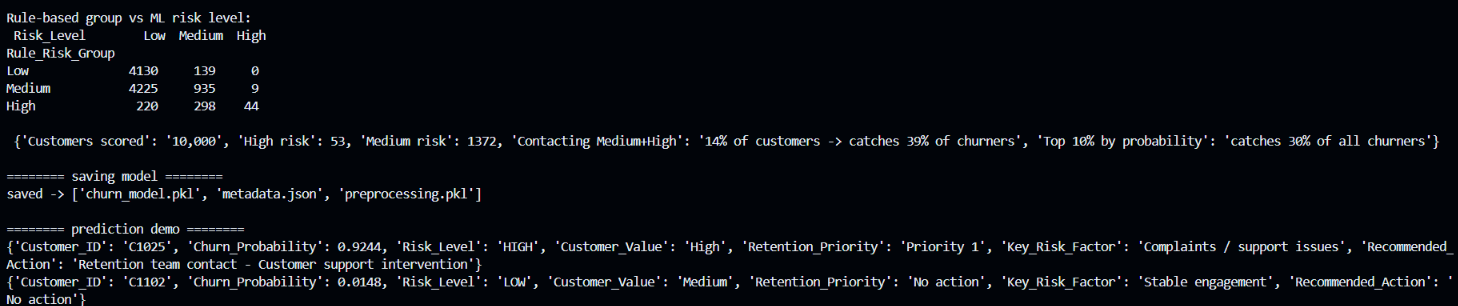 Rule-based group vs ML risk level:
Risk_Level Low Medium High
Rule_Risk_Group
Low 4130 139 0
Medium 4225 935 9
High 220 298 44
{'Customers scored': '10,000', 'High risk': 53, 'Medium risk': 1372, 'Contacting Medium+High': '14% of customers -> catches 39% of churners', 'Top 10% by probability': 'catches 30% of all churners'}
======== saving model ========
saved -> ['churn_model.pkl', 'metadata.json', 'preprocessing.pkl']
======== prediction demo ========
{'Customer_ID': 'C1025', 'Churn_Probability': 0.9244, 'Risk_Level': 'HIGH', 'Customer_Value': 'High', 'Retention_Priority': 'Priority 1', 'Key_Risk_Factor': 'Complaints / support issues', 'Recommended_
Action': 'Retention team contact - Customer support intervention'}
{'Customer_ID': 'C1102', 'Churn_Probability': 0.0148, 'Risk_Level': 'LOW', 'Customer_Value': 'Medium', 'Retention_Priority': 'No action', 'Key_Risk_Factor': 'Stable engagement', 'Recommended_Action': '
No action'}